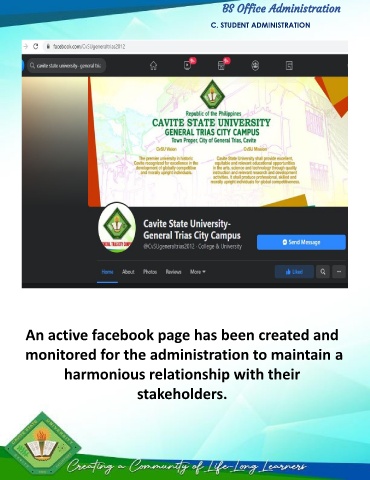 BS Office Administration
C. STUDENT ADMINISTRATION
facebook.com/CvSUgeneraltrias2012
cavite state university - general trias
Republic of the Philippines
CAVITE STATE UNIVERSITY
GENERAL TRIAS CITY CAMPUS
Town Proper, City of General Trias, Cavite
CvSU Vision
CvSU Mission
The premier university in historic
Cavite recognized for excellence in the
development of globally competitive
and morally upright individuals.
Cavite State University shall provide excellent,
equitable and relevant educational opportunities
in the arts, science and technology through quality
instruction and relevant research and development
activities. It shall produce professional, skilled and
morally upright individuals for global competitiveness.
Cavite State University-
General Trias City Campus
@CvSUgeneraltrias2012 · College & University
Send Message
Home About Photos Reviews More
Liked
An active facebook page has been created and
monitored for the administration to maintain a
harmonious relationship with their
stakeholders.
Creating a Community of Life-Long Learners